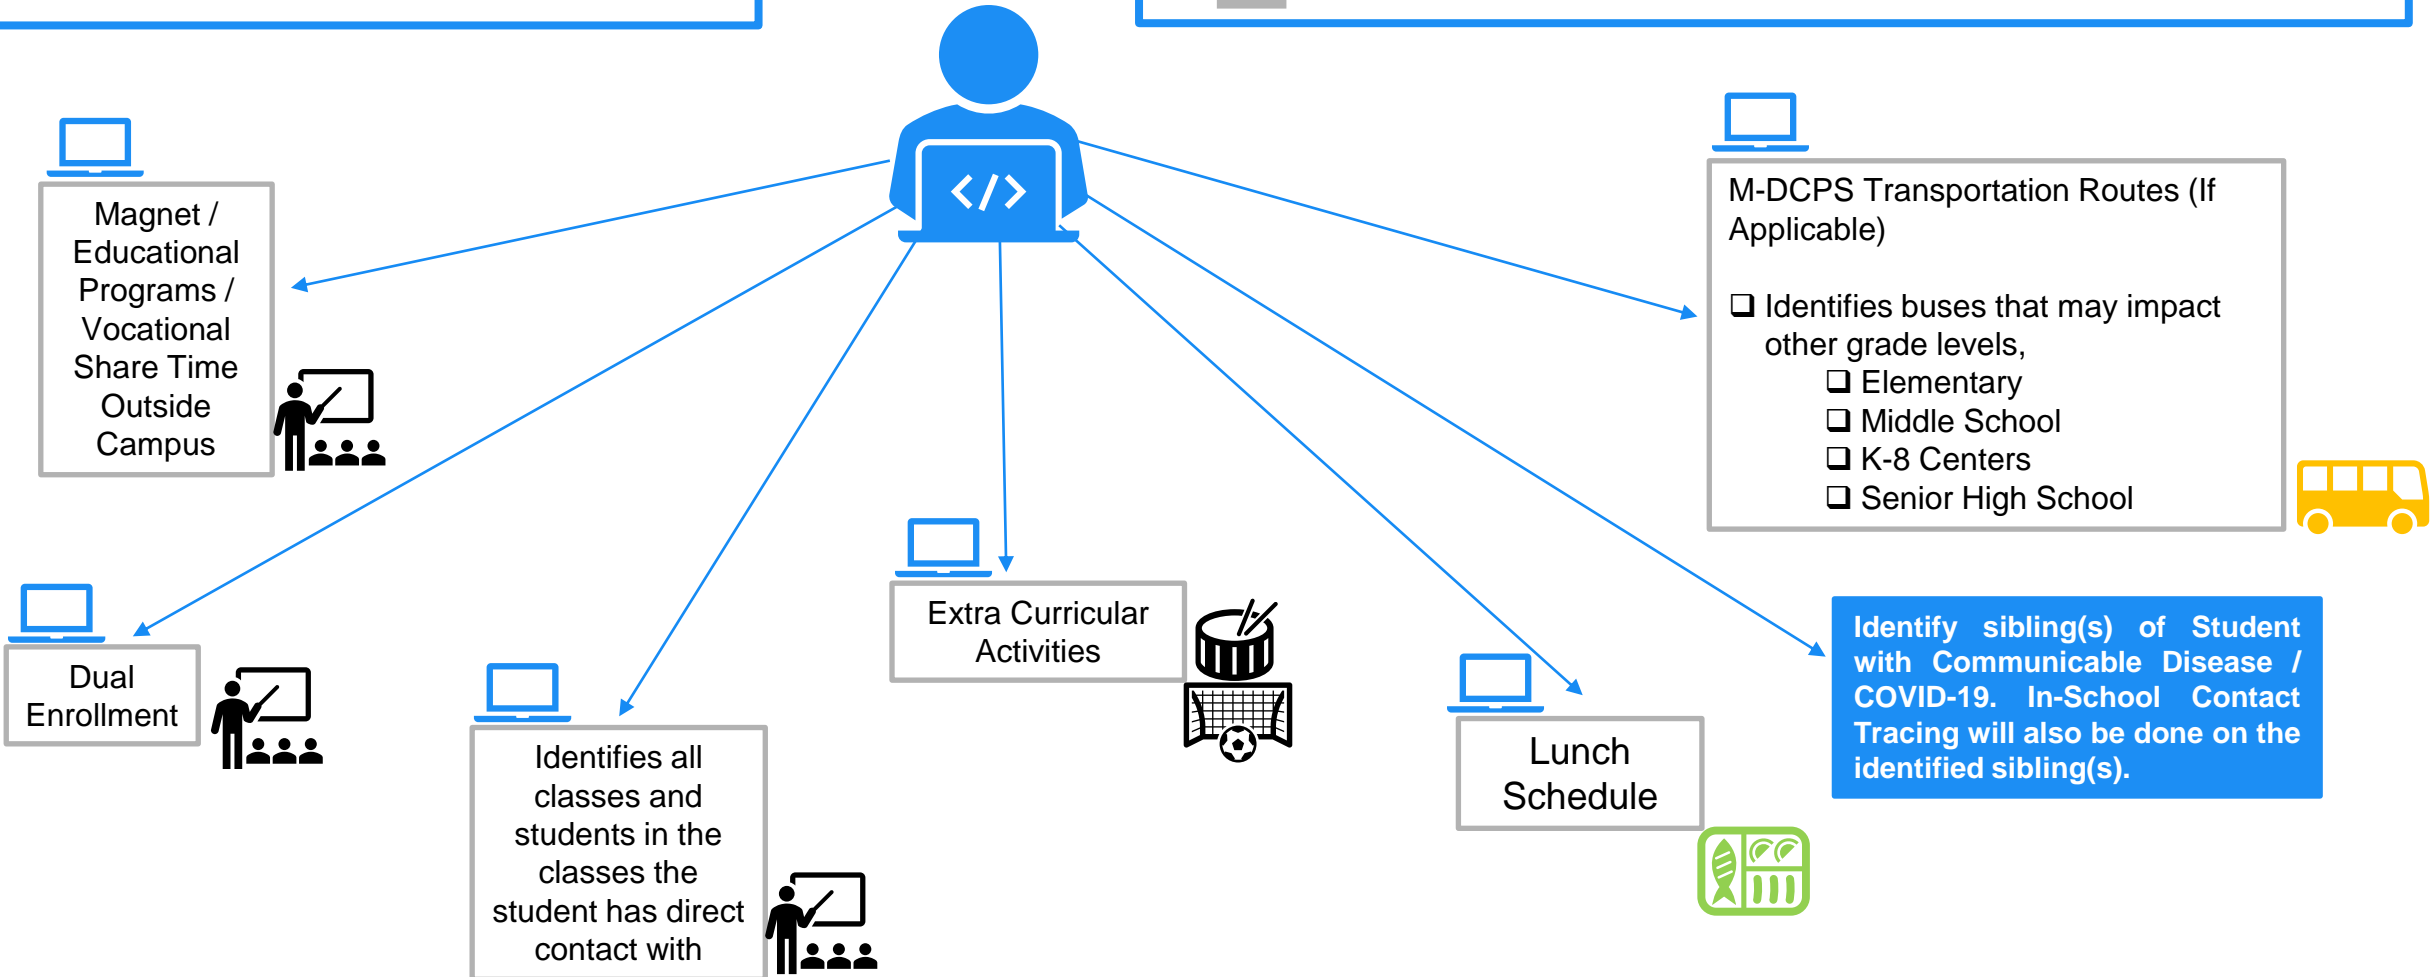 </>
Magnet /
Educational
Programs /
Vocational
Share Time
Outside
Campus
M-DCPS Transportation Routes (If
Applicable)
❑ Identifies buses that may impact
other grade levels,
❑ Elementary
❑ Middle School
❑ K-8 Centers
❑ Senior High School
Dual
Enrollment
Identifies all
classes and
students in the
classes the
student has direct
contact with
Extra Curricular
Activities
Lunch
Schedule
Identify sibling(s) of Student
with Communicable Disease /
COVID-19. In-School Contact
Tracing will also be done on the
identified sibling(s).